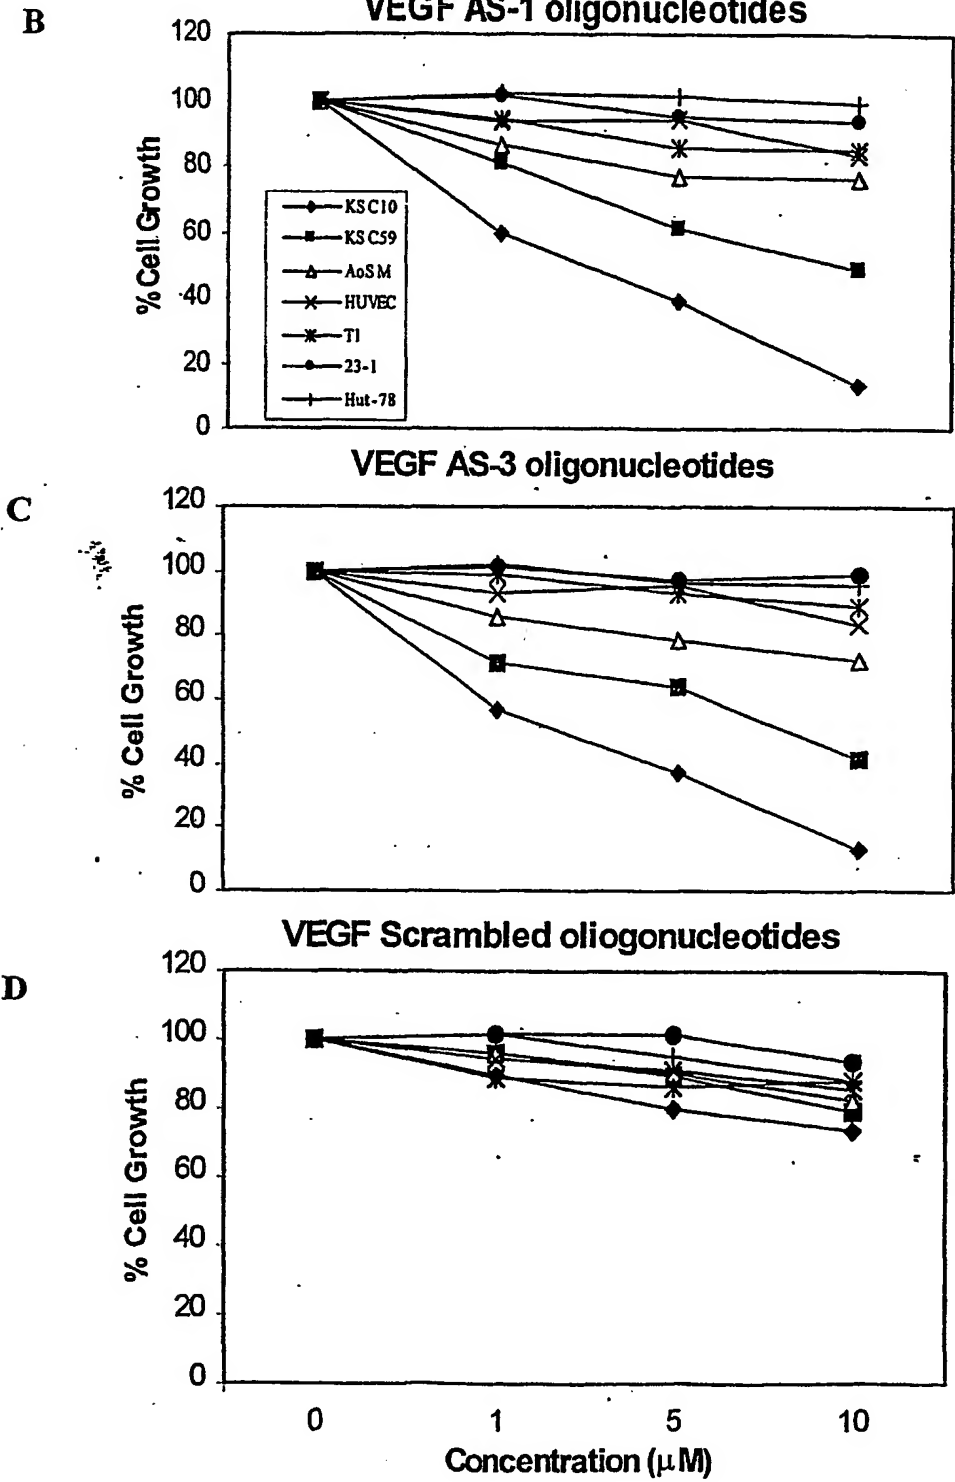 B
VEGF AS-1 oligonucleotides
120
100
80
60
40
20
0
% Cell Growth
KSC10
KSC59
AoSM
HUVEC
T1
23-1
Hut-78
C
VEGF AS-3 oligonucleotides
120
100
80
60
40
20
0
% Cell Growth
D
VEGF Scrambled oliogonucleotides
120
100
80
60
40
20
0
% Cell Growth
0 1 5 10
Concentration (μM)